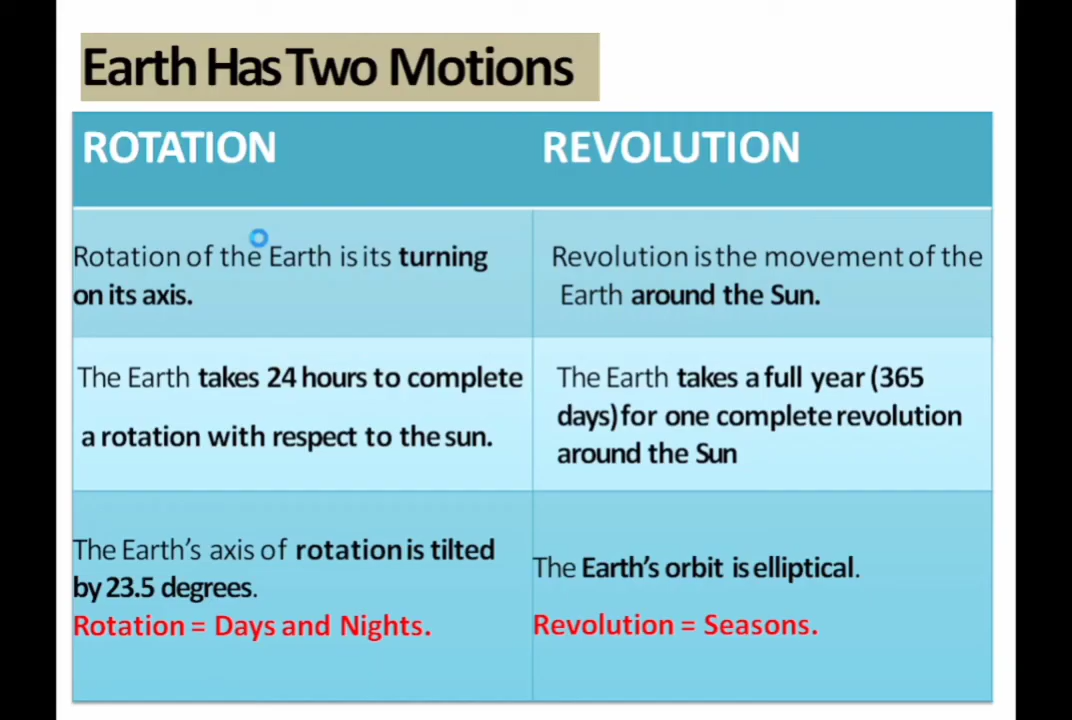 Earth Has Two Motions
ROTATION
REVOLUTION
Rotation of the Earth is its turning
on its axis.
Revolution is the movement of the
Earth around the Sun.
The Earth takes 24 hours to complete
a rotation with respect to the sun.
The Earth takes a full year (365
days) for one complete revolution
around the Sun
The Earth's axis of rotation is tilted
by 23.5 degrees.
Rotation = Days and Nights.
The Earth's orbit is elliptical.
Revolution = Seasons.